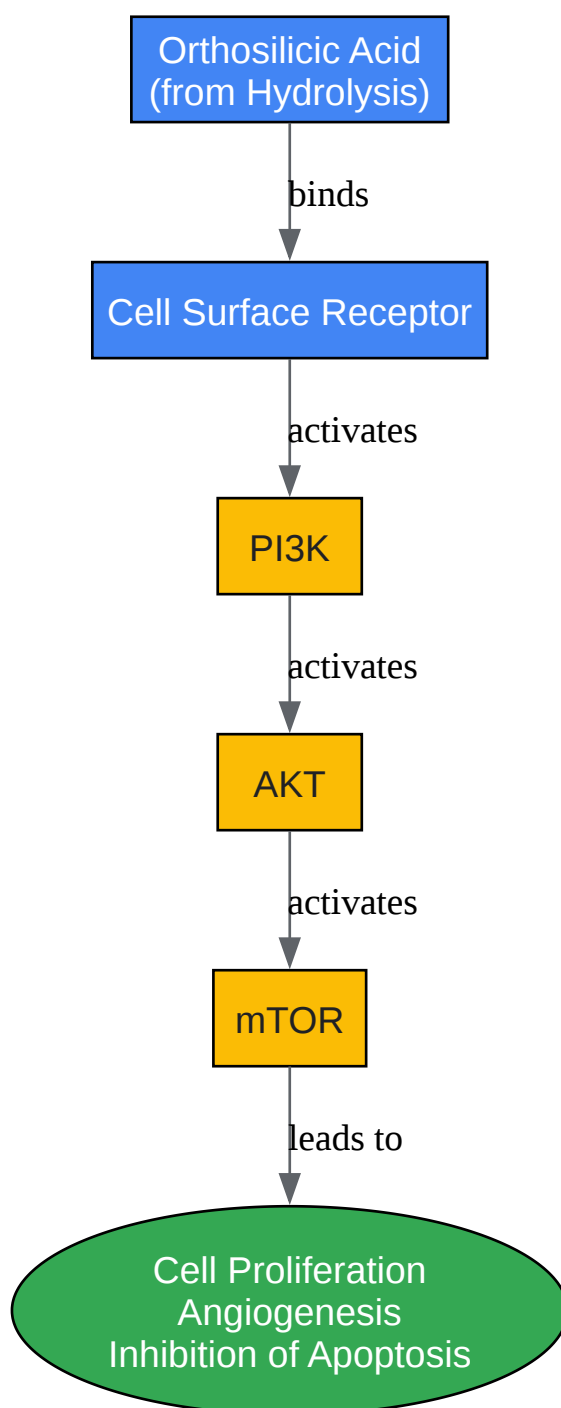 Orthosilicic Acid
(from Hydrolysis)
binds
Cell Surface Receptor
activates
PI3K
activates
AKT
activates
mTOR
leads to
Cell Proliferation
Angiogenesis
Inhibition of Apoptosis